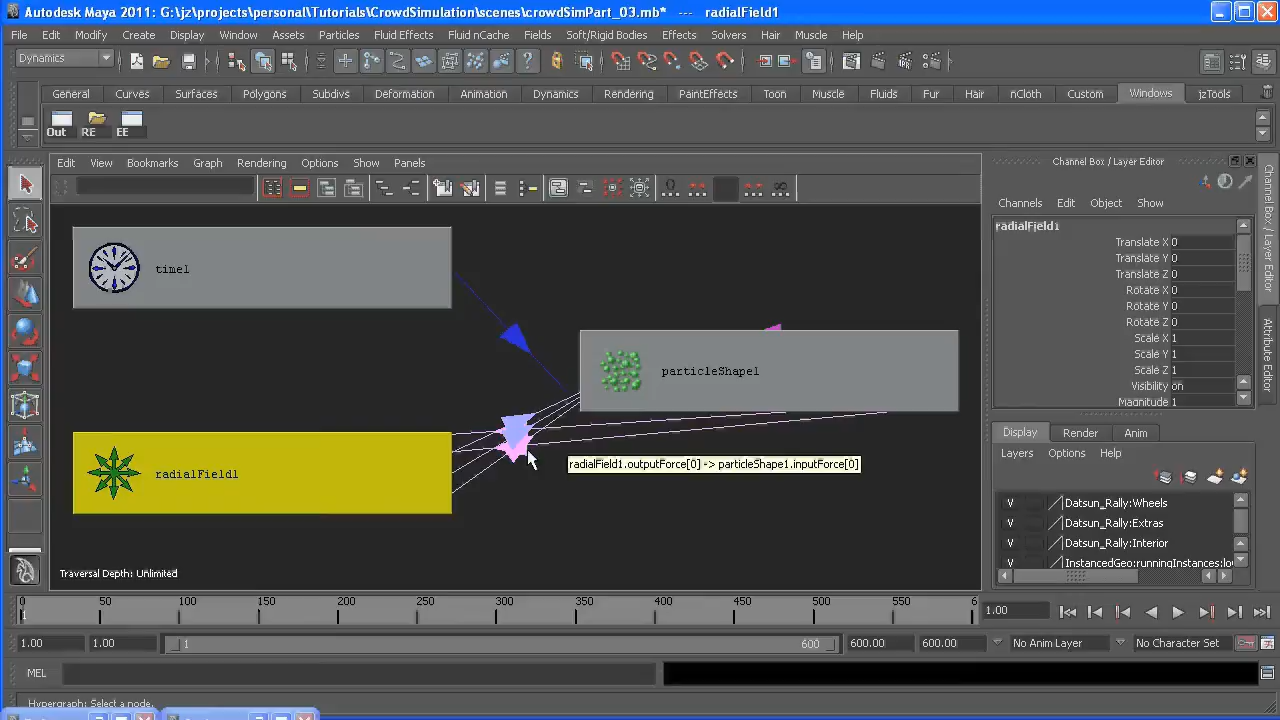 Autodesk Maya 2011: G:\jz\projects\personal\Tutorials\CrowdSimulation\scenes\crowdSimPart_03.mb* --- radialField1
File Edit Modify Create Display Window Assets Particles Fluid Effects Fluid nCache Fields Soft/Rigid Bodies Effects Solvers Hair Muscle Help
Dynamics
General Curves Surfaces Polygons Subdivs Deformation Animation Dynamics Rendering PaintEffects Toon Muscle Fluids Fur Hair nCloth Custom Windows jzTools
Out RE EE
Edit View Bookmarks Graph Rendering Options Show Panels
Channel Box / Layer Editor
Channels Edit Object Show
radialField1
Translate X 0
Translate Y 0
Translate Z 0
Rotate X 0
Rotate Y 0
Rotate Z 0
Scale X 1
Scale Y 1
Scale Z 1
Visibility on
Magnitude 1
Channel Box / Layer Editor
Attribute Editor
time1
particleShape1
radialField1
radialField1.outputForce[0] -> particleShape1.inputForce[0]
Traversal Depth: Unlimited
Display Render Anim
Layers Options Help
V Datsun_Rally:Wheels
V Datsun_Rally:Extras
V Datsun_Rally:Interior
V InstancedGeo:runningInstances:lo
0 50 100 150 200 250 300 350 400 450 500 550 6
1
1.00
1.00 1.00 1 600 600.00 600.00 No Anim Layer No Character Set
MEL
Hypergraph: Select a node.